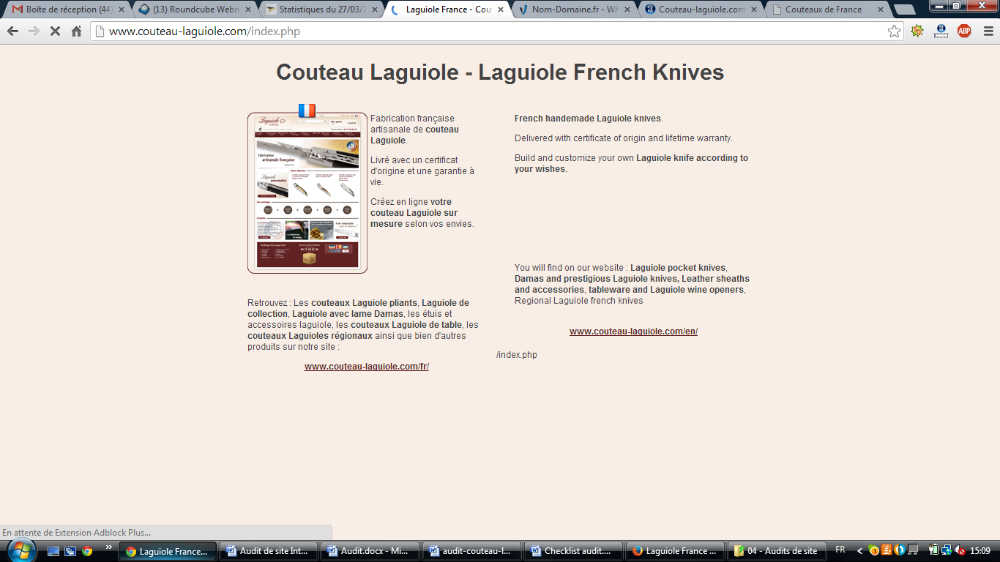 Boîte de réception (44)
(13) Roundcube Webm
Statistiques du 27/03/2
Laguiole France - Cou
Nom-Domaine.fr - Wh
Couteau-laguiole.com
Couteaux de France
www.couteau-laguiole.com/index.php
ABP
Couteau Laguiole - Laguiole French Knives
Laguiole
Fabrication
artisanale française
Laguiole
personnalisé
Fabrication française
artisanale de couteau
Laguiole.
Livré avec un certificat
d'origine et une garantie à
vie.
Créez en ligne votre
couteau Laguiole sur
mesure selon vos envies.
Retrouvez : Les couteaux Laguiole pliants, Laguiole de
collection, Laguiole avec lame Damas, les étuis et
accessoires laguiole, les couteaux Laguiole de table, les
couteaux Laguioles régionaux ainsi que bien d'autres
produits sur notre site :
www.couteau-laguiole.com/fr/
French handmade Laguiole knives.
Delivered with certificate of origin and lifetime warranty.
Build and customize your own Laguiole knife according to
your wishes.
You will find on our website : Laguiole pocket knives,
Damas and prestigious Laguiole knives, Leather sheaths
and accessories, tableware and Laguiole wine openers,
Regional Laguiole french knives
www.couteau-laguiole.com/en/
/index.php
En attente de Extension Adblock Plus...
Laguiole France...
Audit de site Int...
Audit.docx - Mi...
audit-couteau-l...
Checklist audit....
Laguiole France ...
04 - Audits de site
FR
15:09